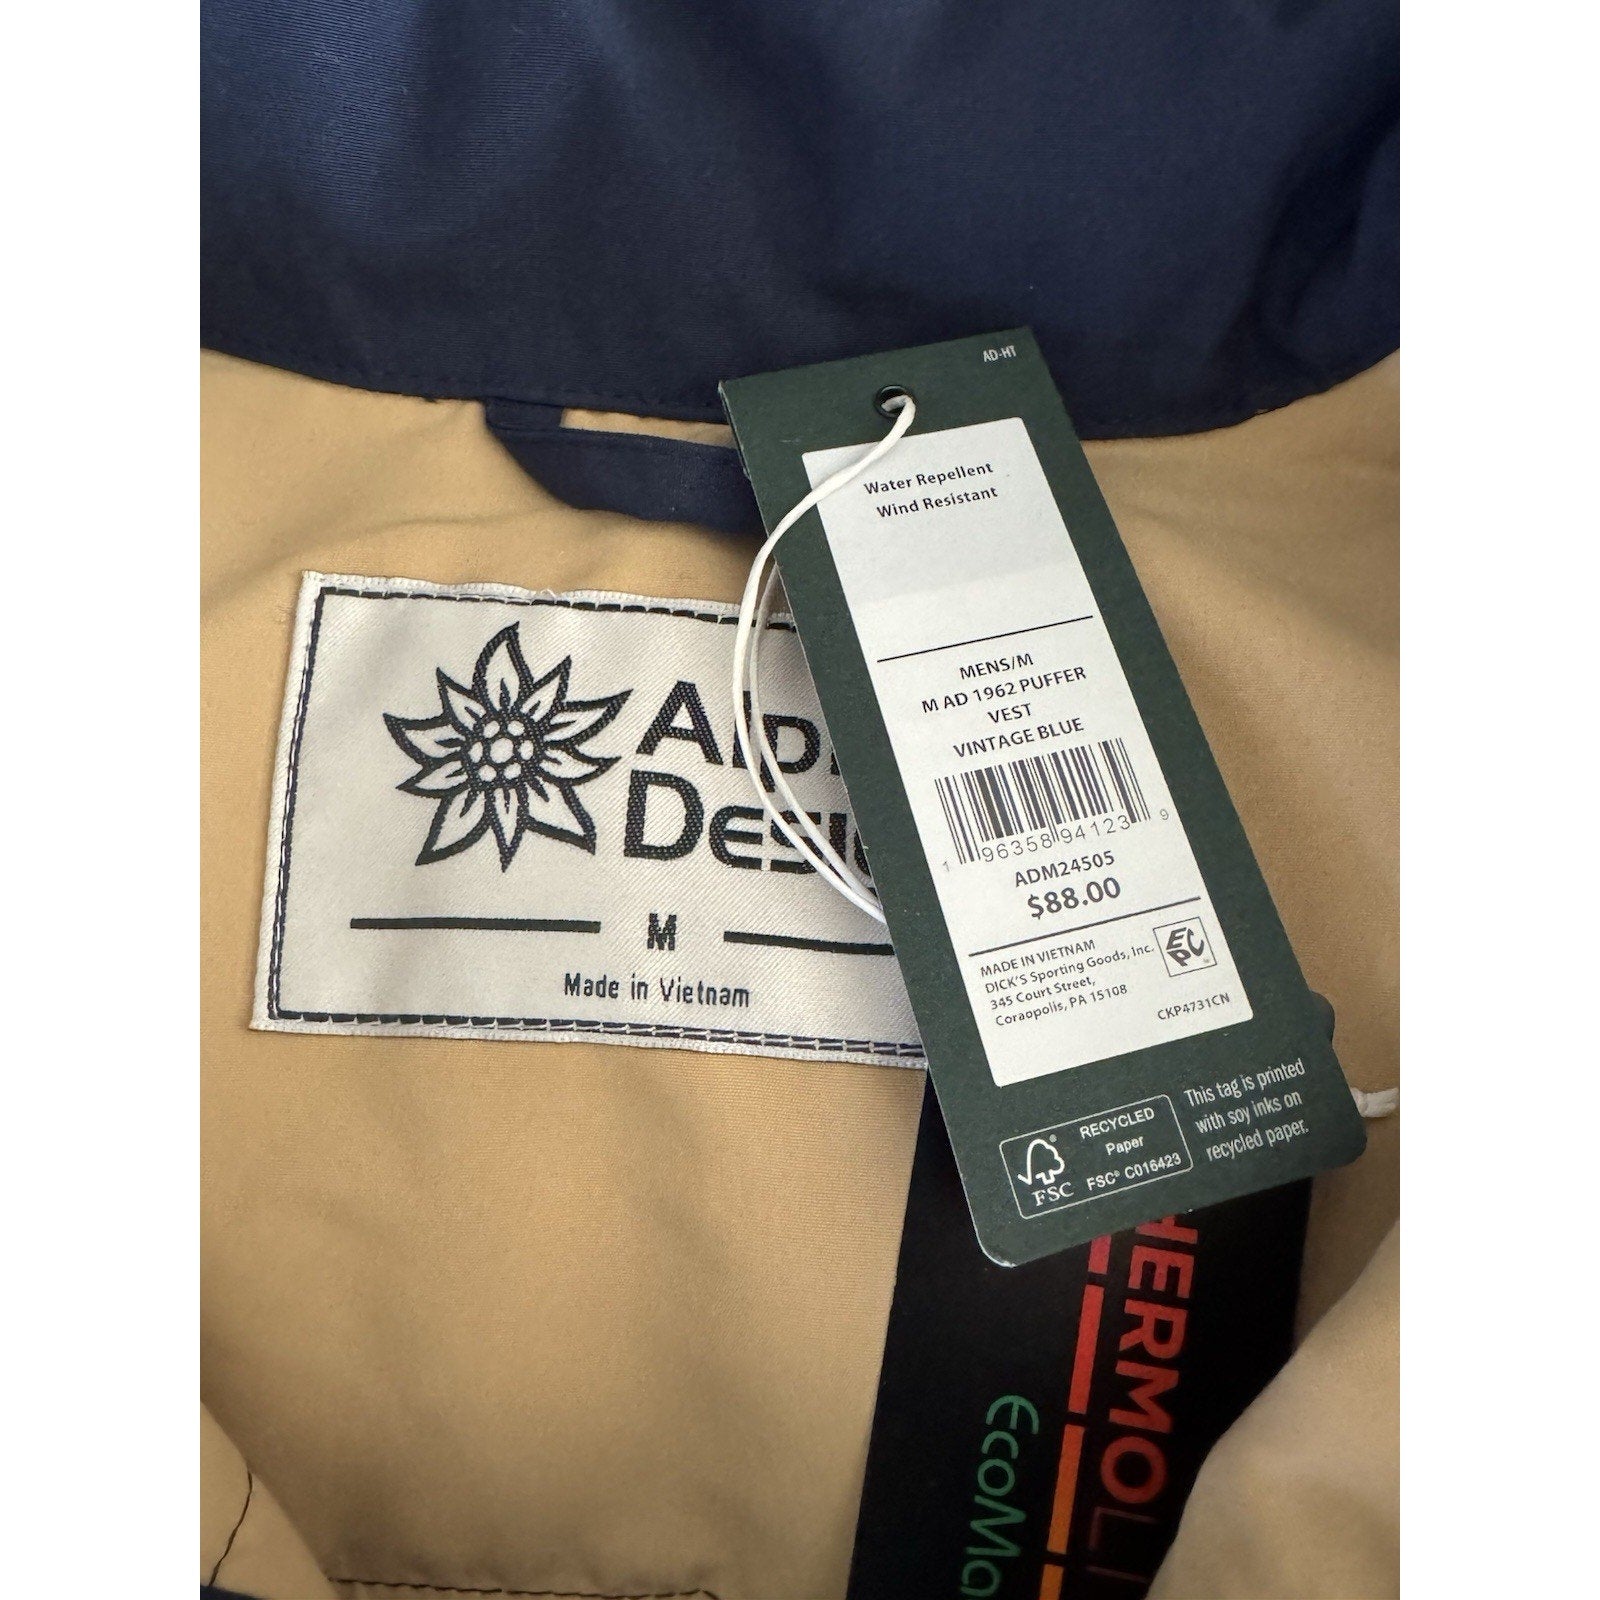 AD-HT
Water Repellent
Wind Resistant
MENS/M
M AD 1962 PUFFER
VEST
VINTAGE BLUE
1 96358 94123 9
ADM24505
$88.00
MADE IN VIETNAM
DICK'S Sporting Goods, Inc.
345 Court Street,
Coraopolis, PA 15108
EPC
CKP4731CN
FSC
RECYCLED
Paper
FSC® C016423
This tag is printed
with soy inks on
recycled paper.
M
Made in Vietnam